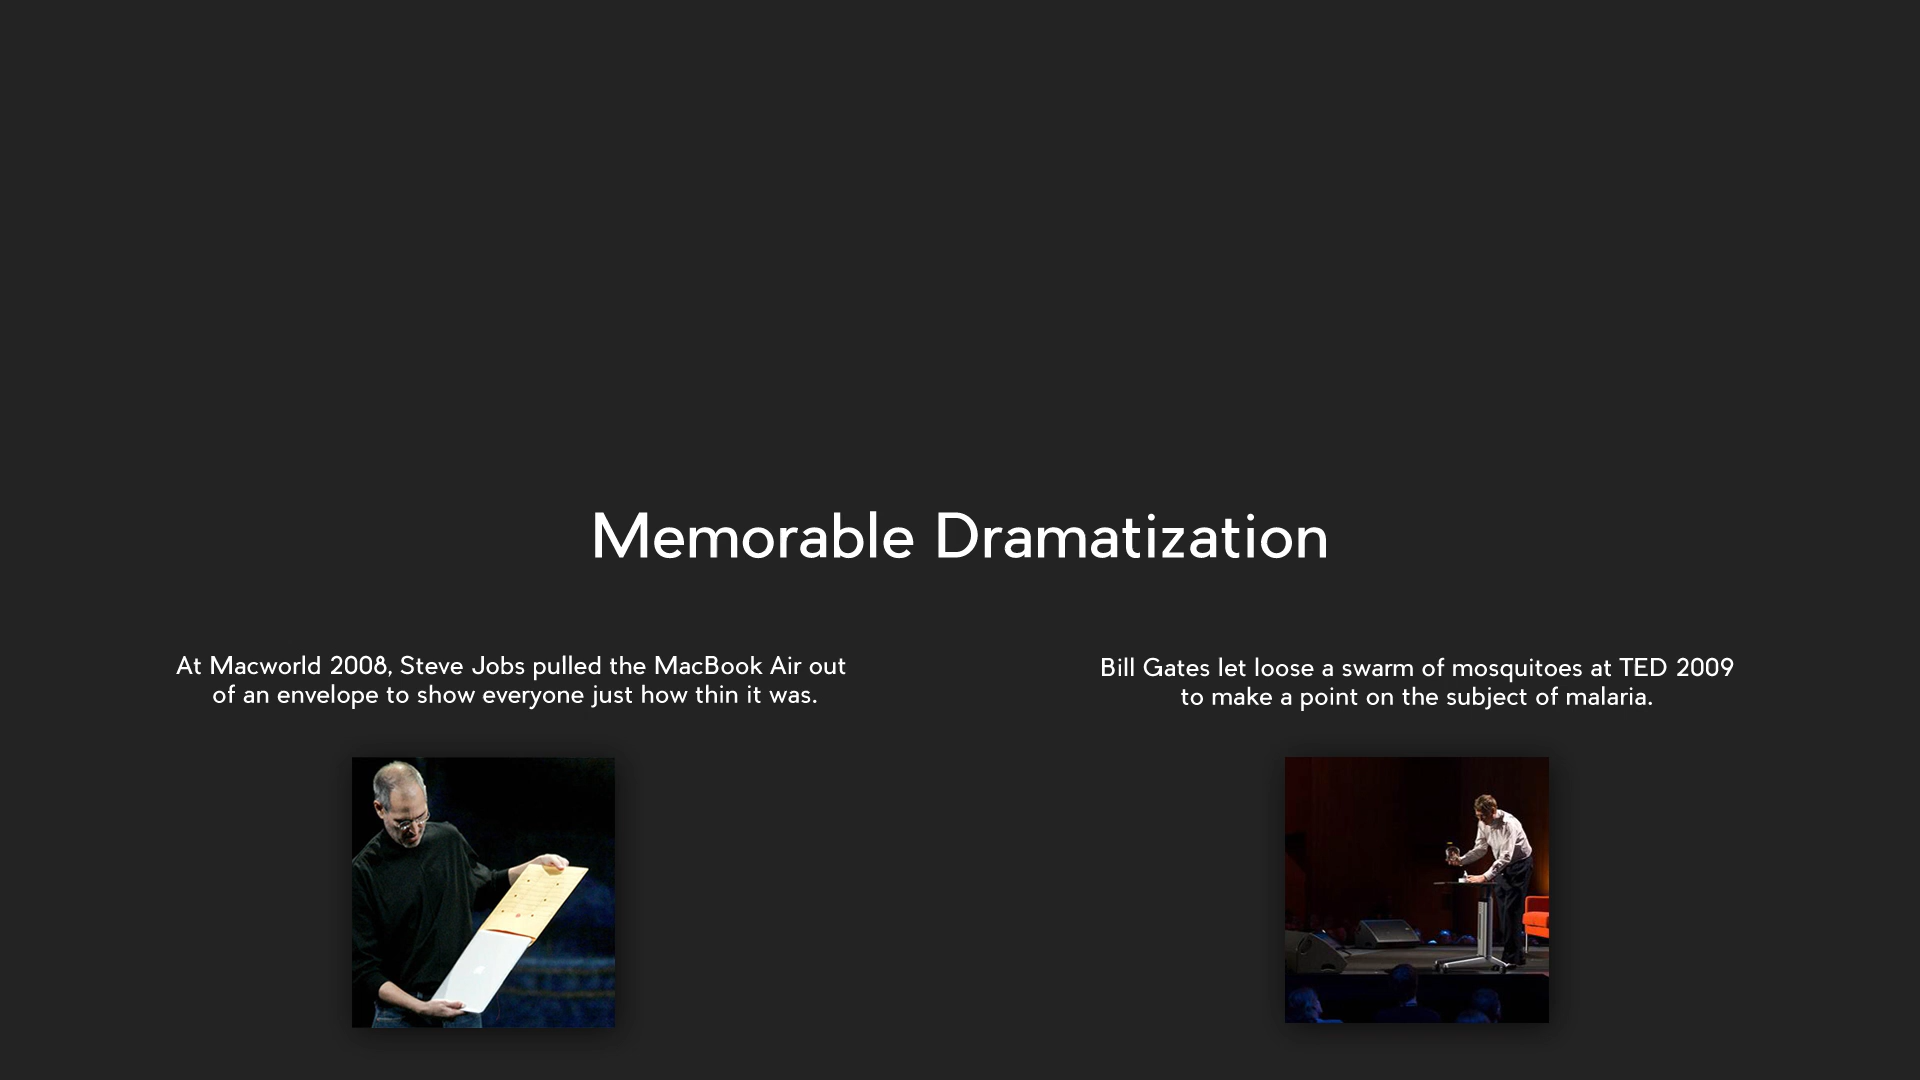 Memorable Dramatization
At Macworld 2008, Steve Jobs pulled the MacBook Air out
of an envelope to show everyone just how thin it was.
Bill Gates let loose a swarm of mosquitoes at TED 2009
to make a point on the subject of malaria.